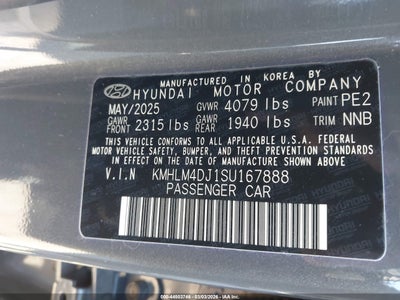 MANUFACTURED IN KOREA BY
HYUNDAI MOTOR COMPANY
MAY/2025 GVWR 4079 lbs PAINT PE2
GAWR FRONT 2315 lbs GAWR REAR 1940 lbs TRIM NNB
THIS VEHICLE CONFORMS TO ALL APPLICABLE U.S.A. FEDERAL
MOTOR VEHICLE SAFETY, BUMPER, AND THEFT PREVENTION
STANDARDS IN EFFECT ON THE DATE OF MANUFACTURE SHOWN ABOVE.
V.I.N KMHLM4DJ1SU167888
PASSENGER CAR